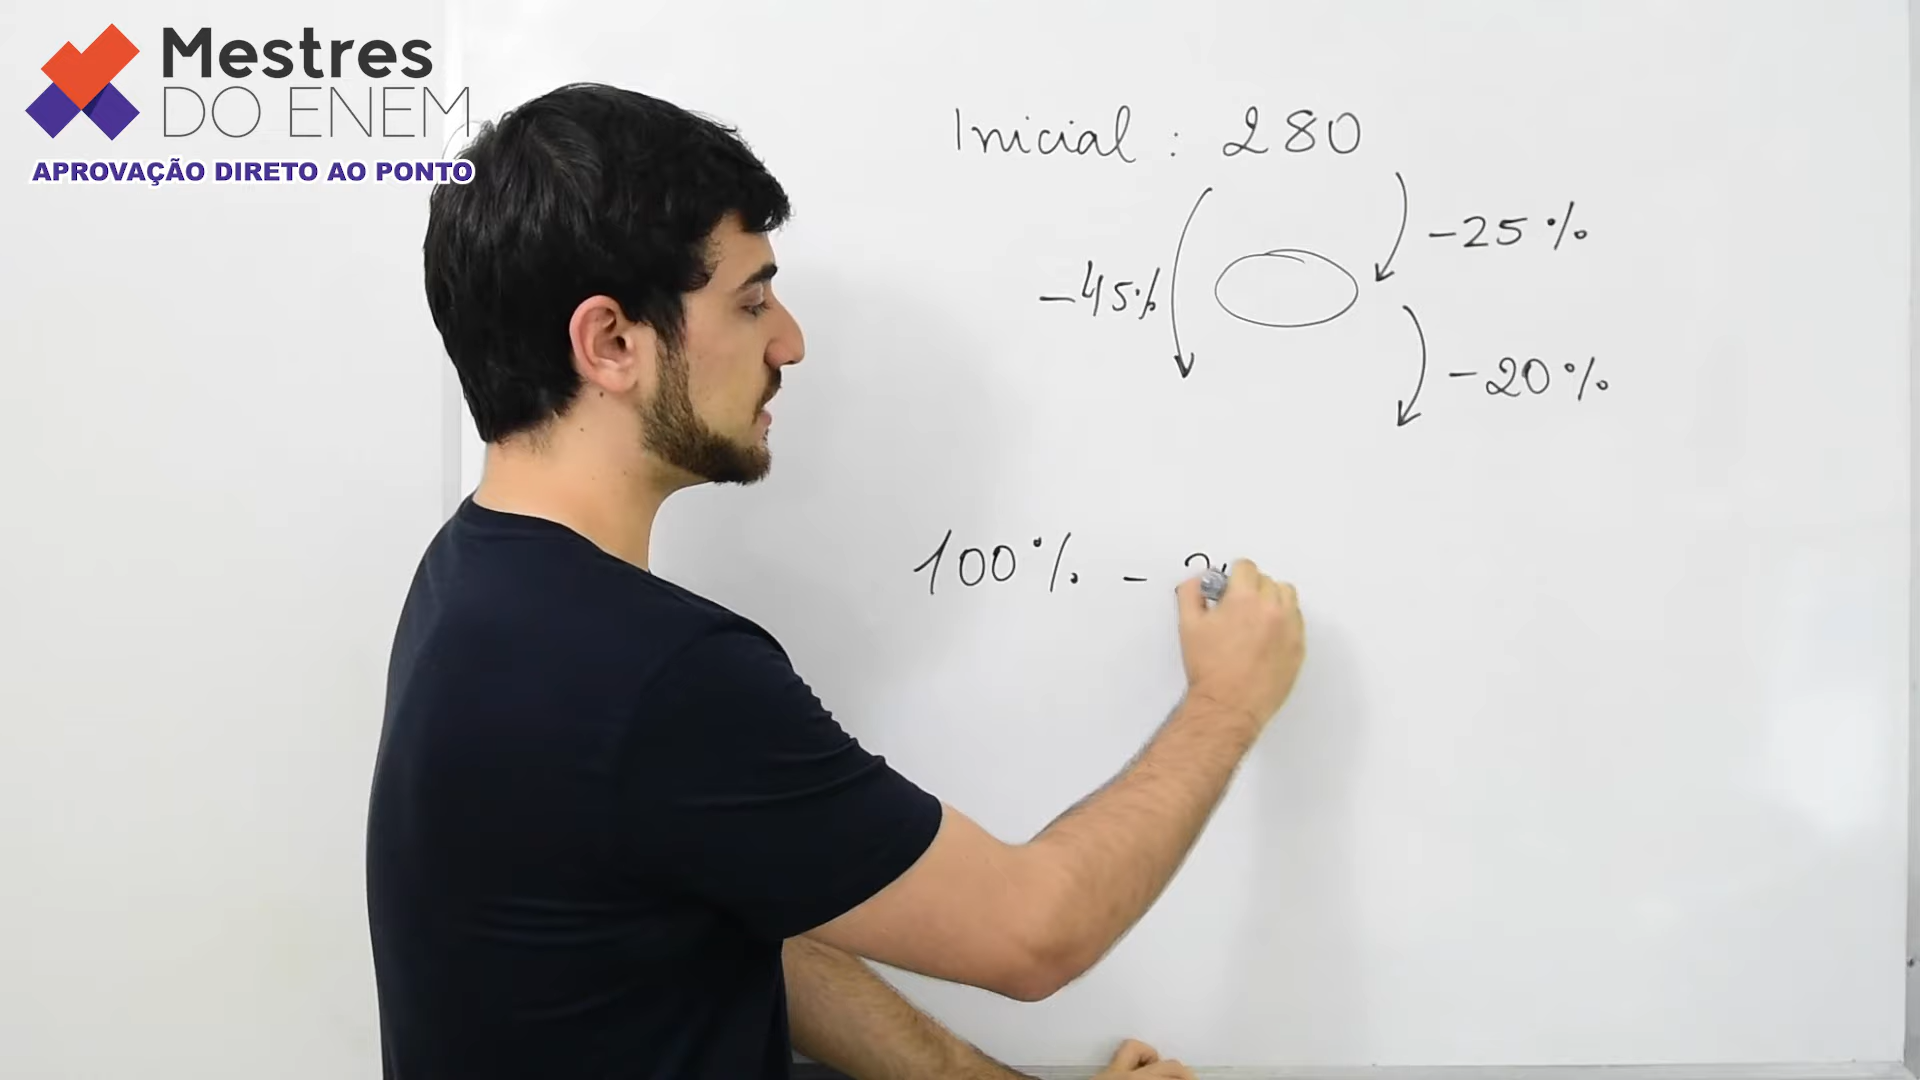 Mestres
DO ENEM
APROVAÇÃO DIRETO AO PONTO
Inicial : 280
-25%
-45%
-20%
100% -